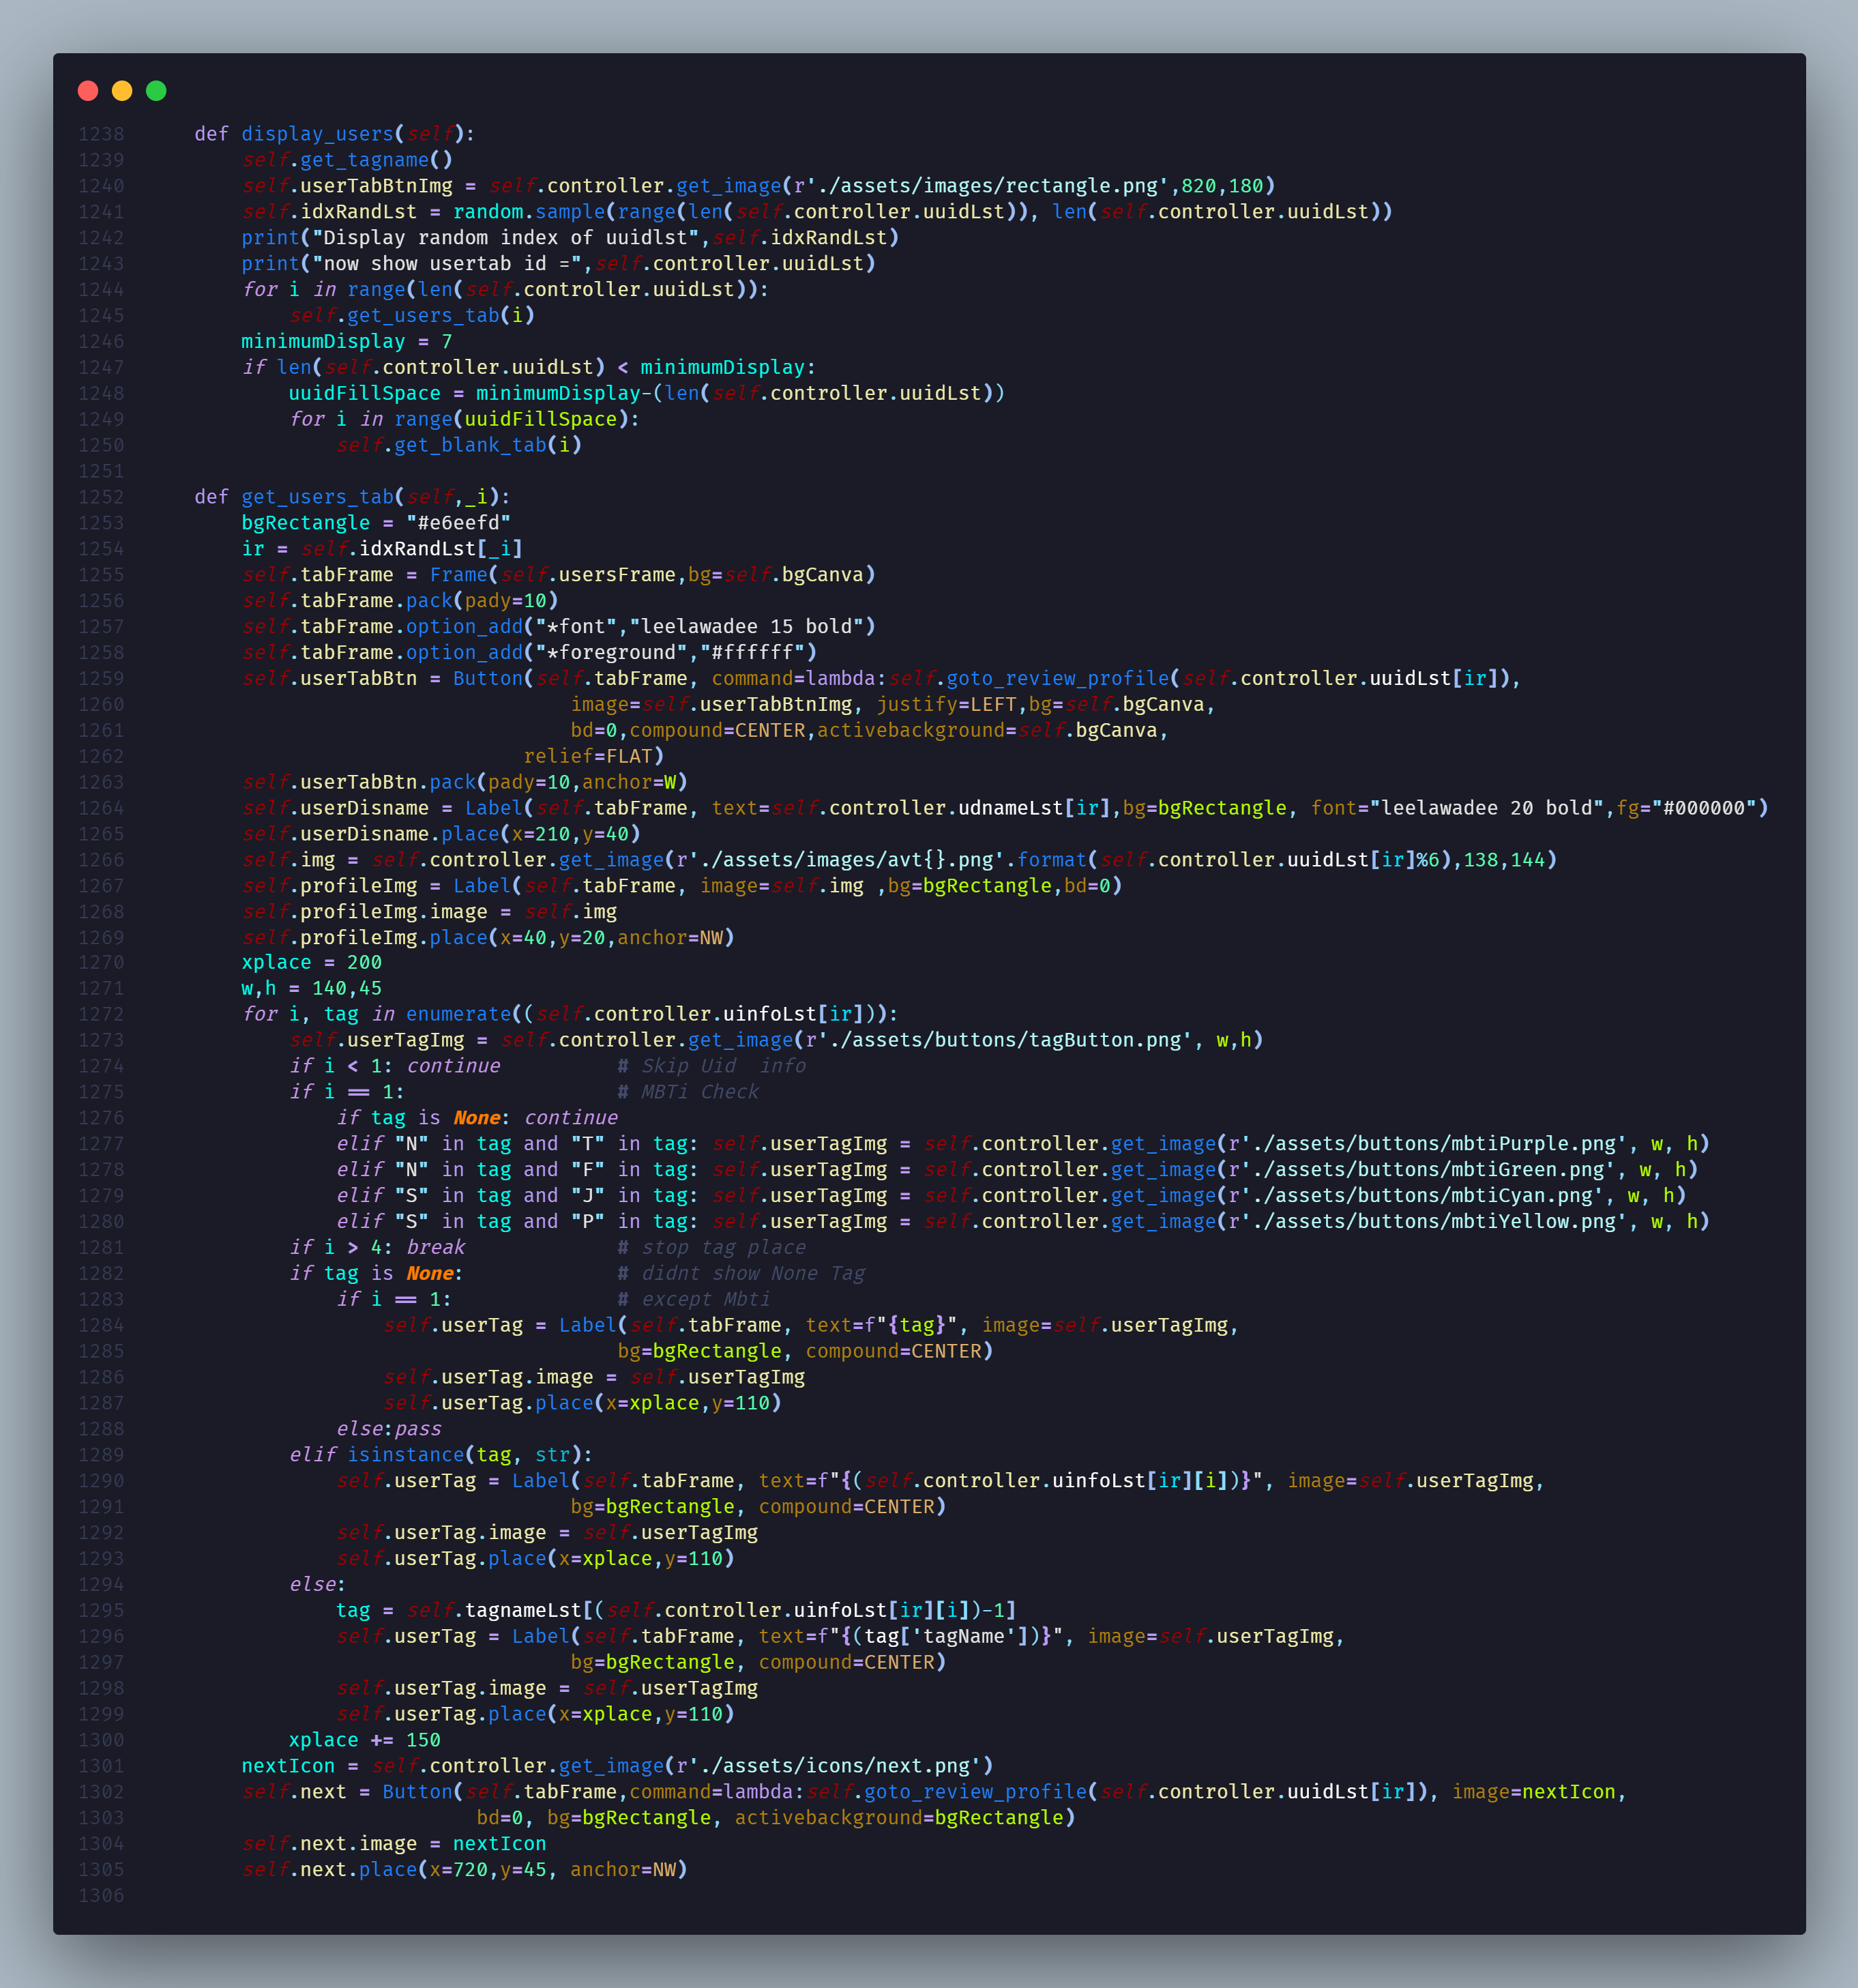 1238     def display_users(self):
1239         self.get_tagname()
1240         self.userTabBtnImg = self.controller.get_image(r'./assets/images/rectangle.png',820,180)
1241         self.idxRandLst = random.sample(range(len(self.controller.uuidLst)), len(self.controller.uuidLst))
1242         print("Display random index of uuidlst",self.idxRandLst)
1243         print("now show usertab id =",self.controller.uuidLst)
1244         for i in range(len(self.controller.uuidLst)):
1245             self.get_users_tab(i)
1246         minimumDisplay = 7
1247         if len(self.controller.uuidLst) < minimumDisplay:
1248             uuidFillSpace = minimumDisplay-(len(self.controller.uuidLst))
1249             for i in range(uuidFillSpace):
1250                 self.get_blank_tab(i)
1251
1252     def get_users_tab(self,_i):
1253         bgRectangle = "#e6eefd"
1254         ir = self.idxRandLst[_i]
1255         self.tabFrame = Frame(self.usersFrame,bg=self.bgCanva)
1256         self.tabFrame.pack(pady=10)
1257         self.tabFrame.option_add("*font","leelawadee 15 bold")
1258         self.tabFrame.option_add("*foreground","#ffffff")
1259         self.userTabBtn = Button(self.tabFrame, command=lambda:self.goto_review_profile(self.controller.uuidLst[ir]),
1260                                     image=self.userTabBtnImg, justify=LEFT,bg=self.bgCanva,
1261                                     bd=0,compound=CENTER,activebackground=self.bgCanva,
1262                                 relief=FLAT)
1263         self.userTabBtn.pack(pady=10,anchor=W)
1264         self.userDisname = Label(self.tabFrame, text=self.controller.udnameLst[ir],bg=bgRectangle, font="leelawadee 20 bold",fg="#000000")
1265         self.userDisname.place(x=210,y=40)
1266         self.img = self.controller.get_image(r'./assets/images/avt{}.png'.format(self.controller.uuidLst[ir]%6),138,144)
1267         self.profileImg = Label(self.tabFrame, image=self.img ,bg=bgRectangle,bd=0)
1268         self.profileImg.image = self.img
1269         self.profileImg.place(x=40,y=20,anchor=NW)
1270         xplace = 200
1271         w,h = 140,45
1272         for i, tag in enumerate((self.controller.uinfoLst[ir])):
1273             self.userTagImg = self.controller.get_image(r'./assets/buttons/tagButton.png', w,h)
1274             if i < 1: continue          # Skip Uid  info
1275             if i == 1:                  # MBTi Check
1276                 if tag is None: continue
1277                 elif "N" in tag and "T" in tag: self.userTagImg = self.controller.get_image(r'./assets/buttons/mbtiPurple.png', w, h)
1278                 elif "N" in tag and "F" in tag: self.userTagImg = self.controller.get_image(r'./assets/buttons/mbtiGreen.png', w, h)
1279                 elif "S" in tag and "J" in tag: self.userTagImg = self.controller.get_image(r'./assets/buttons/mbtiCyan.png', w, h)
1280                 elif "S" in tag and "P" in tag: self.userTagImg = self.controller.get_image(r'./assets/buttons/mbtiYellow.png', w, h)
1281             if i > 4: break             # stop tag place
1282             if tag is None:             # didnt show None Tag
1283                 if i == 1:              # except Mbti
1284                     self.userTag = Label(self.tabFrame, text=f"{tag}", image=self.userTagImg,
1285                                         bg=bgRectangle, compound=CENTER)
1286                     self.userTag.image = self.userTagImg
1287                     self.userTag.place(x=xplace,y=110)
1288                 else:pass
1289             elif isinstance(tag, str):
1290                 self.userTag = Label(self.tabFrame, text=f"{(self.controller.uinfoLst[ir][i])}", image=self.userTagImg,
1291                                     bg=bgRectangle, compound=CENTER)
1292                 self.userTag.image = self.userTagImg
1293                 self.userTag.place(x=xplace,y=110)
1294             else:
1295                 tag = self.tagnameLst[(self.controller.uinfoLst[ir][i])-1]
1296                 self.userTag = Label(self.tabFrame, text=f"{(tag['tagName'])}", image=self.userTagImg,
1297                                     bg=bgRectangle, compound=CENTER)
1298                 self.userTag.image = self.userTagImg
1299                 self.userTag.place(x=xplace,y=110)
1300             xplace += 150
1301         nextIcon = self.controller.get_image(r'./assets/icons/next.png')
1302         self.next = Button(self.tabFrame,command=lambda:self.goto_review_profile(self.controller.uuidLst[ir]), image=nextIcon,
1303                             bd=0, bg=bgRectangle, activebackground=bgRectangle)
1304         self.next.image = nextIcon
1305         self.next.place(x=720,y=45, anchor=NW)
1306